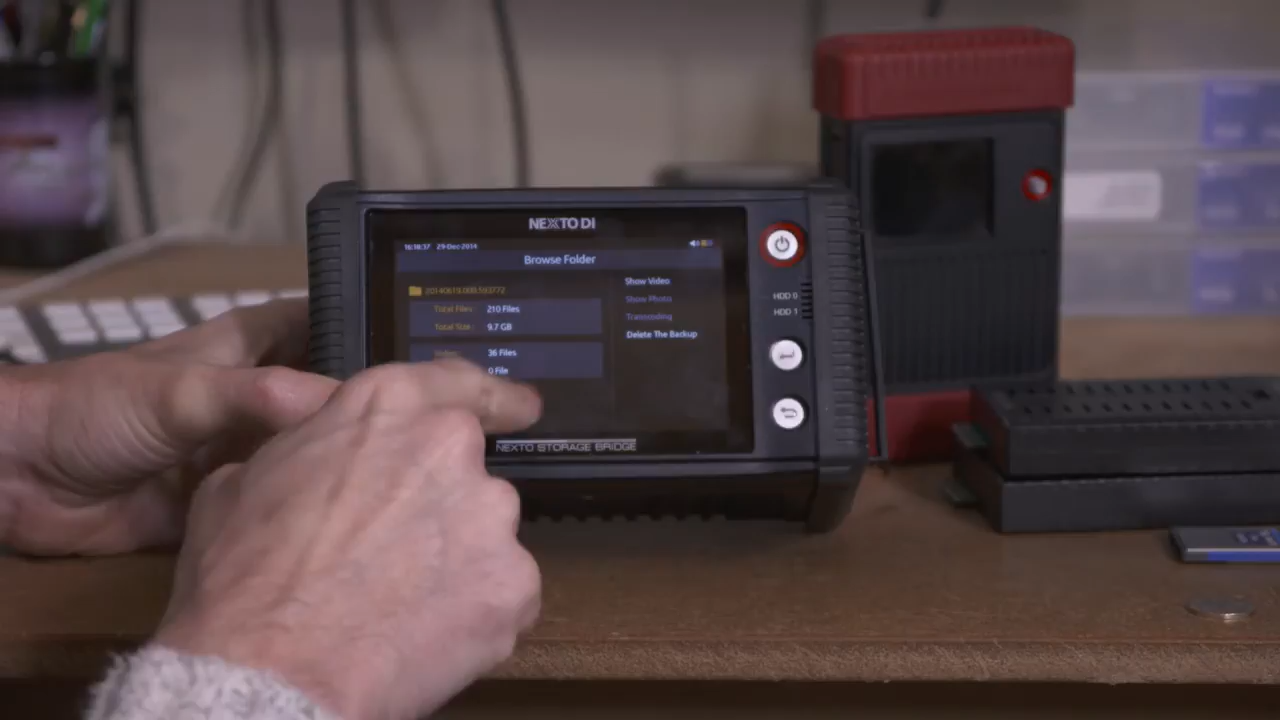 NEXTO DI
16:18:37 29-Dec-2014
Browse Folder
Total Files: 210 Files
Total Size: 9.7 GB
36 Files
0 File
Show Video
Show Photo
Transcoding
Delete The Backup
NEXTO STORAGE BRIDGE
HDD 0
HDD 1